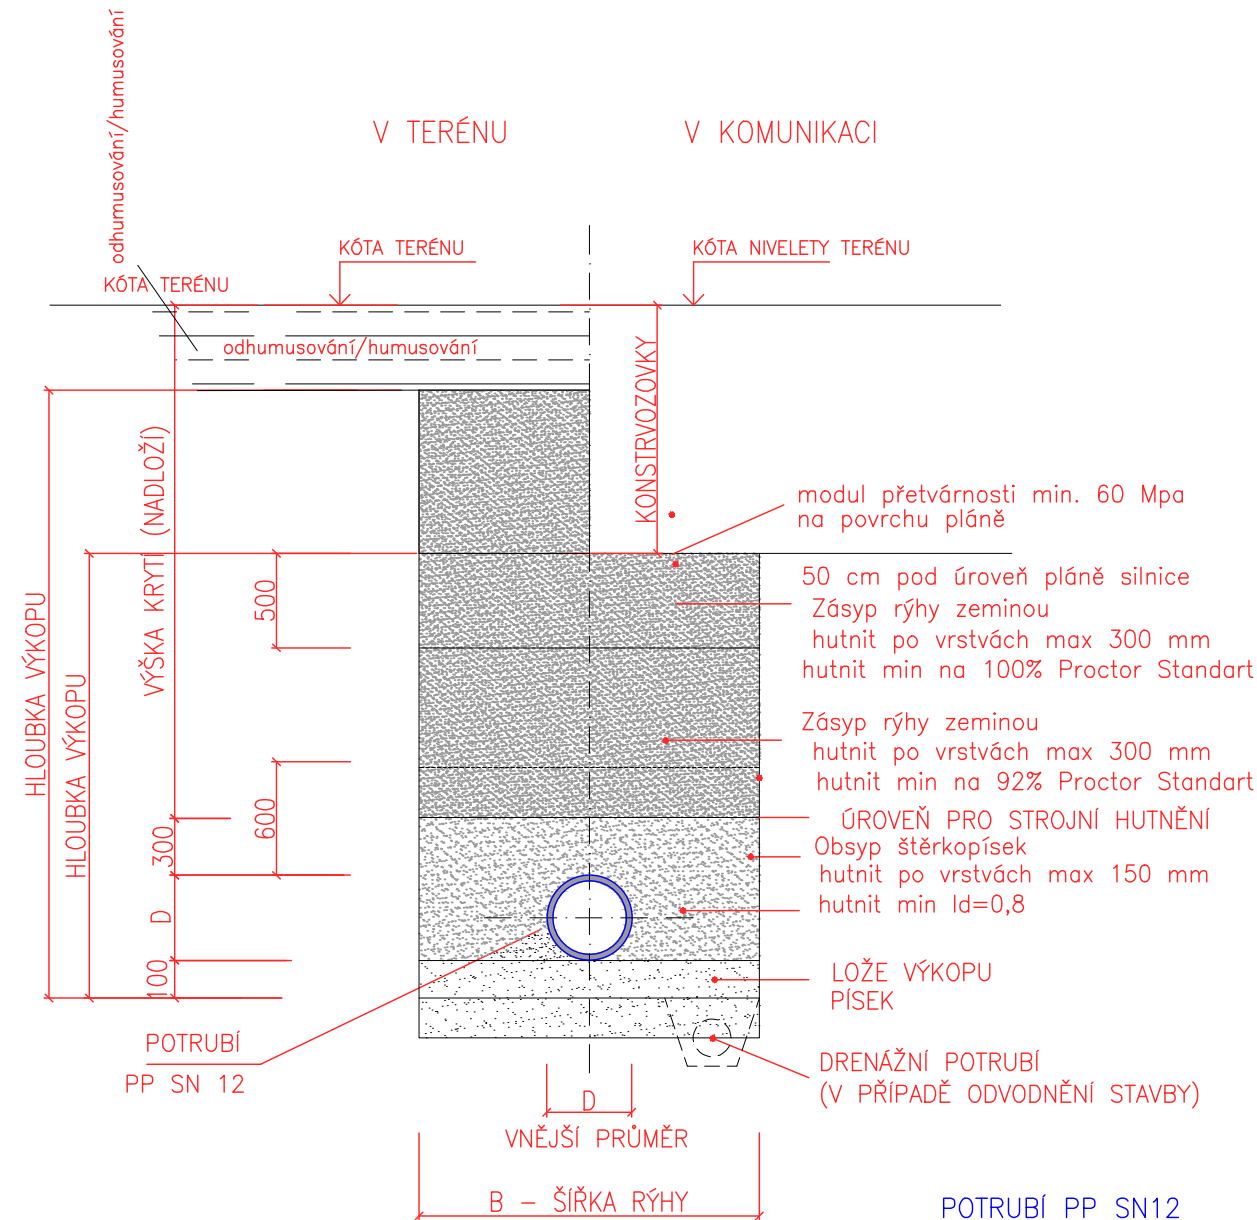 odhumusování/humusování
V TERÉNU
V KOMUNIKACI
KÓTA TERÉNU
KÓTA NIVELETY TERÉNU
KÓTA TERÉNU
odhumusování/humusování
KONSTRVOZOVKY
VÝŠKA KRYTÍ (NADLOŽÍ)
HLOUBKA VÝKOPU
HLOUBKA VÝKOPU
500
600
300
D
100
modul přetvárnosti min. 60 Mpa
na povrchu pláně
50 cm pod úroveň pláně silnice
Zásyp rýhy zeminou
hutnit po vrstvách max 300 mm
hutnit min na 100% Proctor Standart
Zásyp rýhy zeminou
hutnit po vrstvách max 300 mm
hutnit min na 92% Proctor Standart
ÚROVEŇ PRO STROJNÍ HUTNĚNÍ
Obsyp štěrkopísek
hutnit po vrstvách max 150 mm
hutnit min Id=0,8
LOŽE VÝKOPU
PÍSEK
POTRUBÍ
PP SN 12
DRENÁŽNÍ POTRUBÍ
(V PŘÍPADĚ ODVODNĚNÍ STAVBY)
D
VNĚJŠÍ PRŮMĚR
B – ŠÍŘKA RÝHY
POTRUBÍ PP SN12